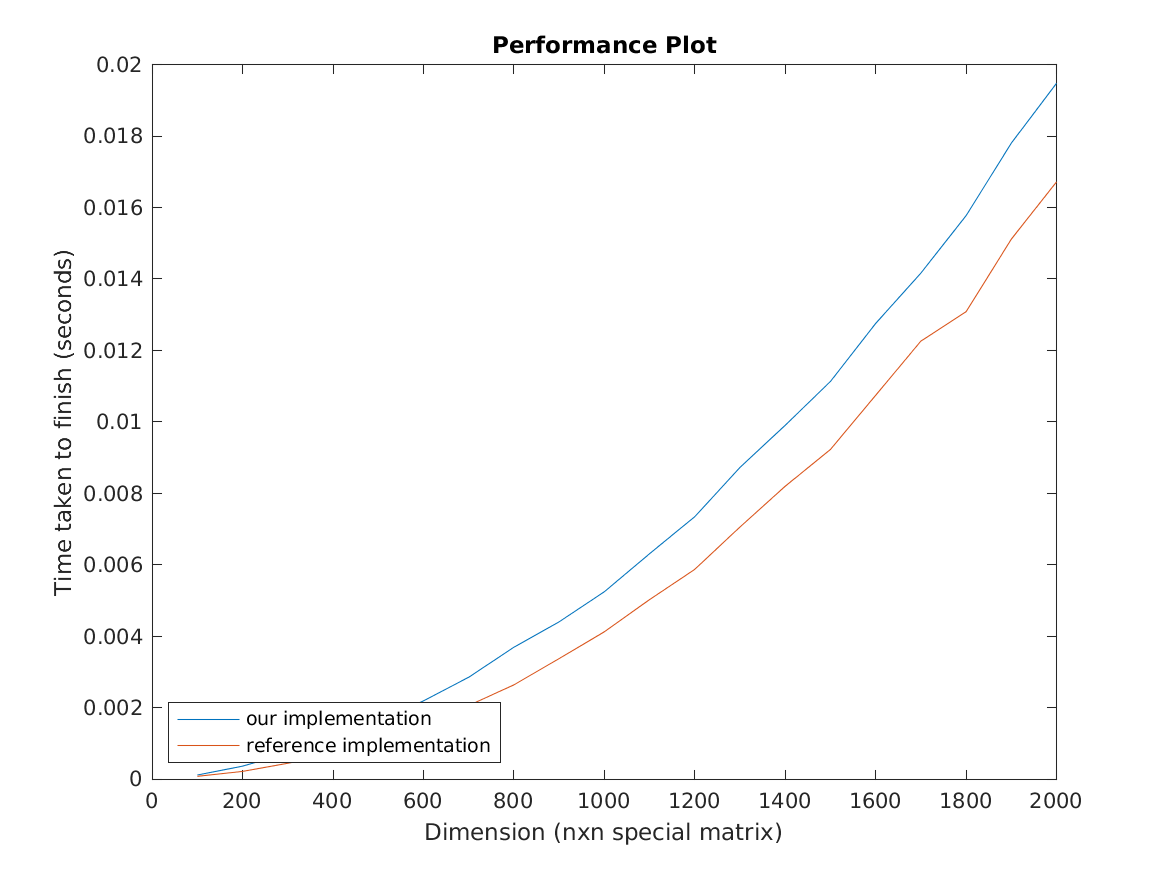 Performance Plot
0.02
0.018
0.016
0.014
0.012
0.01
0.008
0.006
0.004
0.002
0
Time taken to finish (seconds)
our implementation
reference implementation
0 200 400 600 800 1000 1200 1400 1600 1800 2000
Dimension (nxn special matrix)